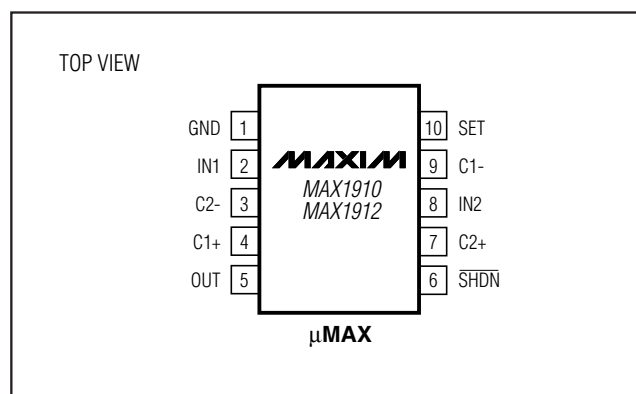 TOP VIEW
GND 1 10 SET
IN1 2 MAXIM 9 C1-
MAX1910
C2- 3 MAX1912 8 IN2
C1+ 4 7 C2+
OUT 5 6 SHDN
µMAX